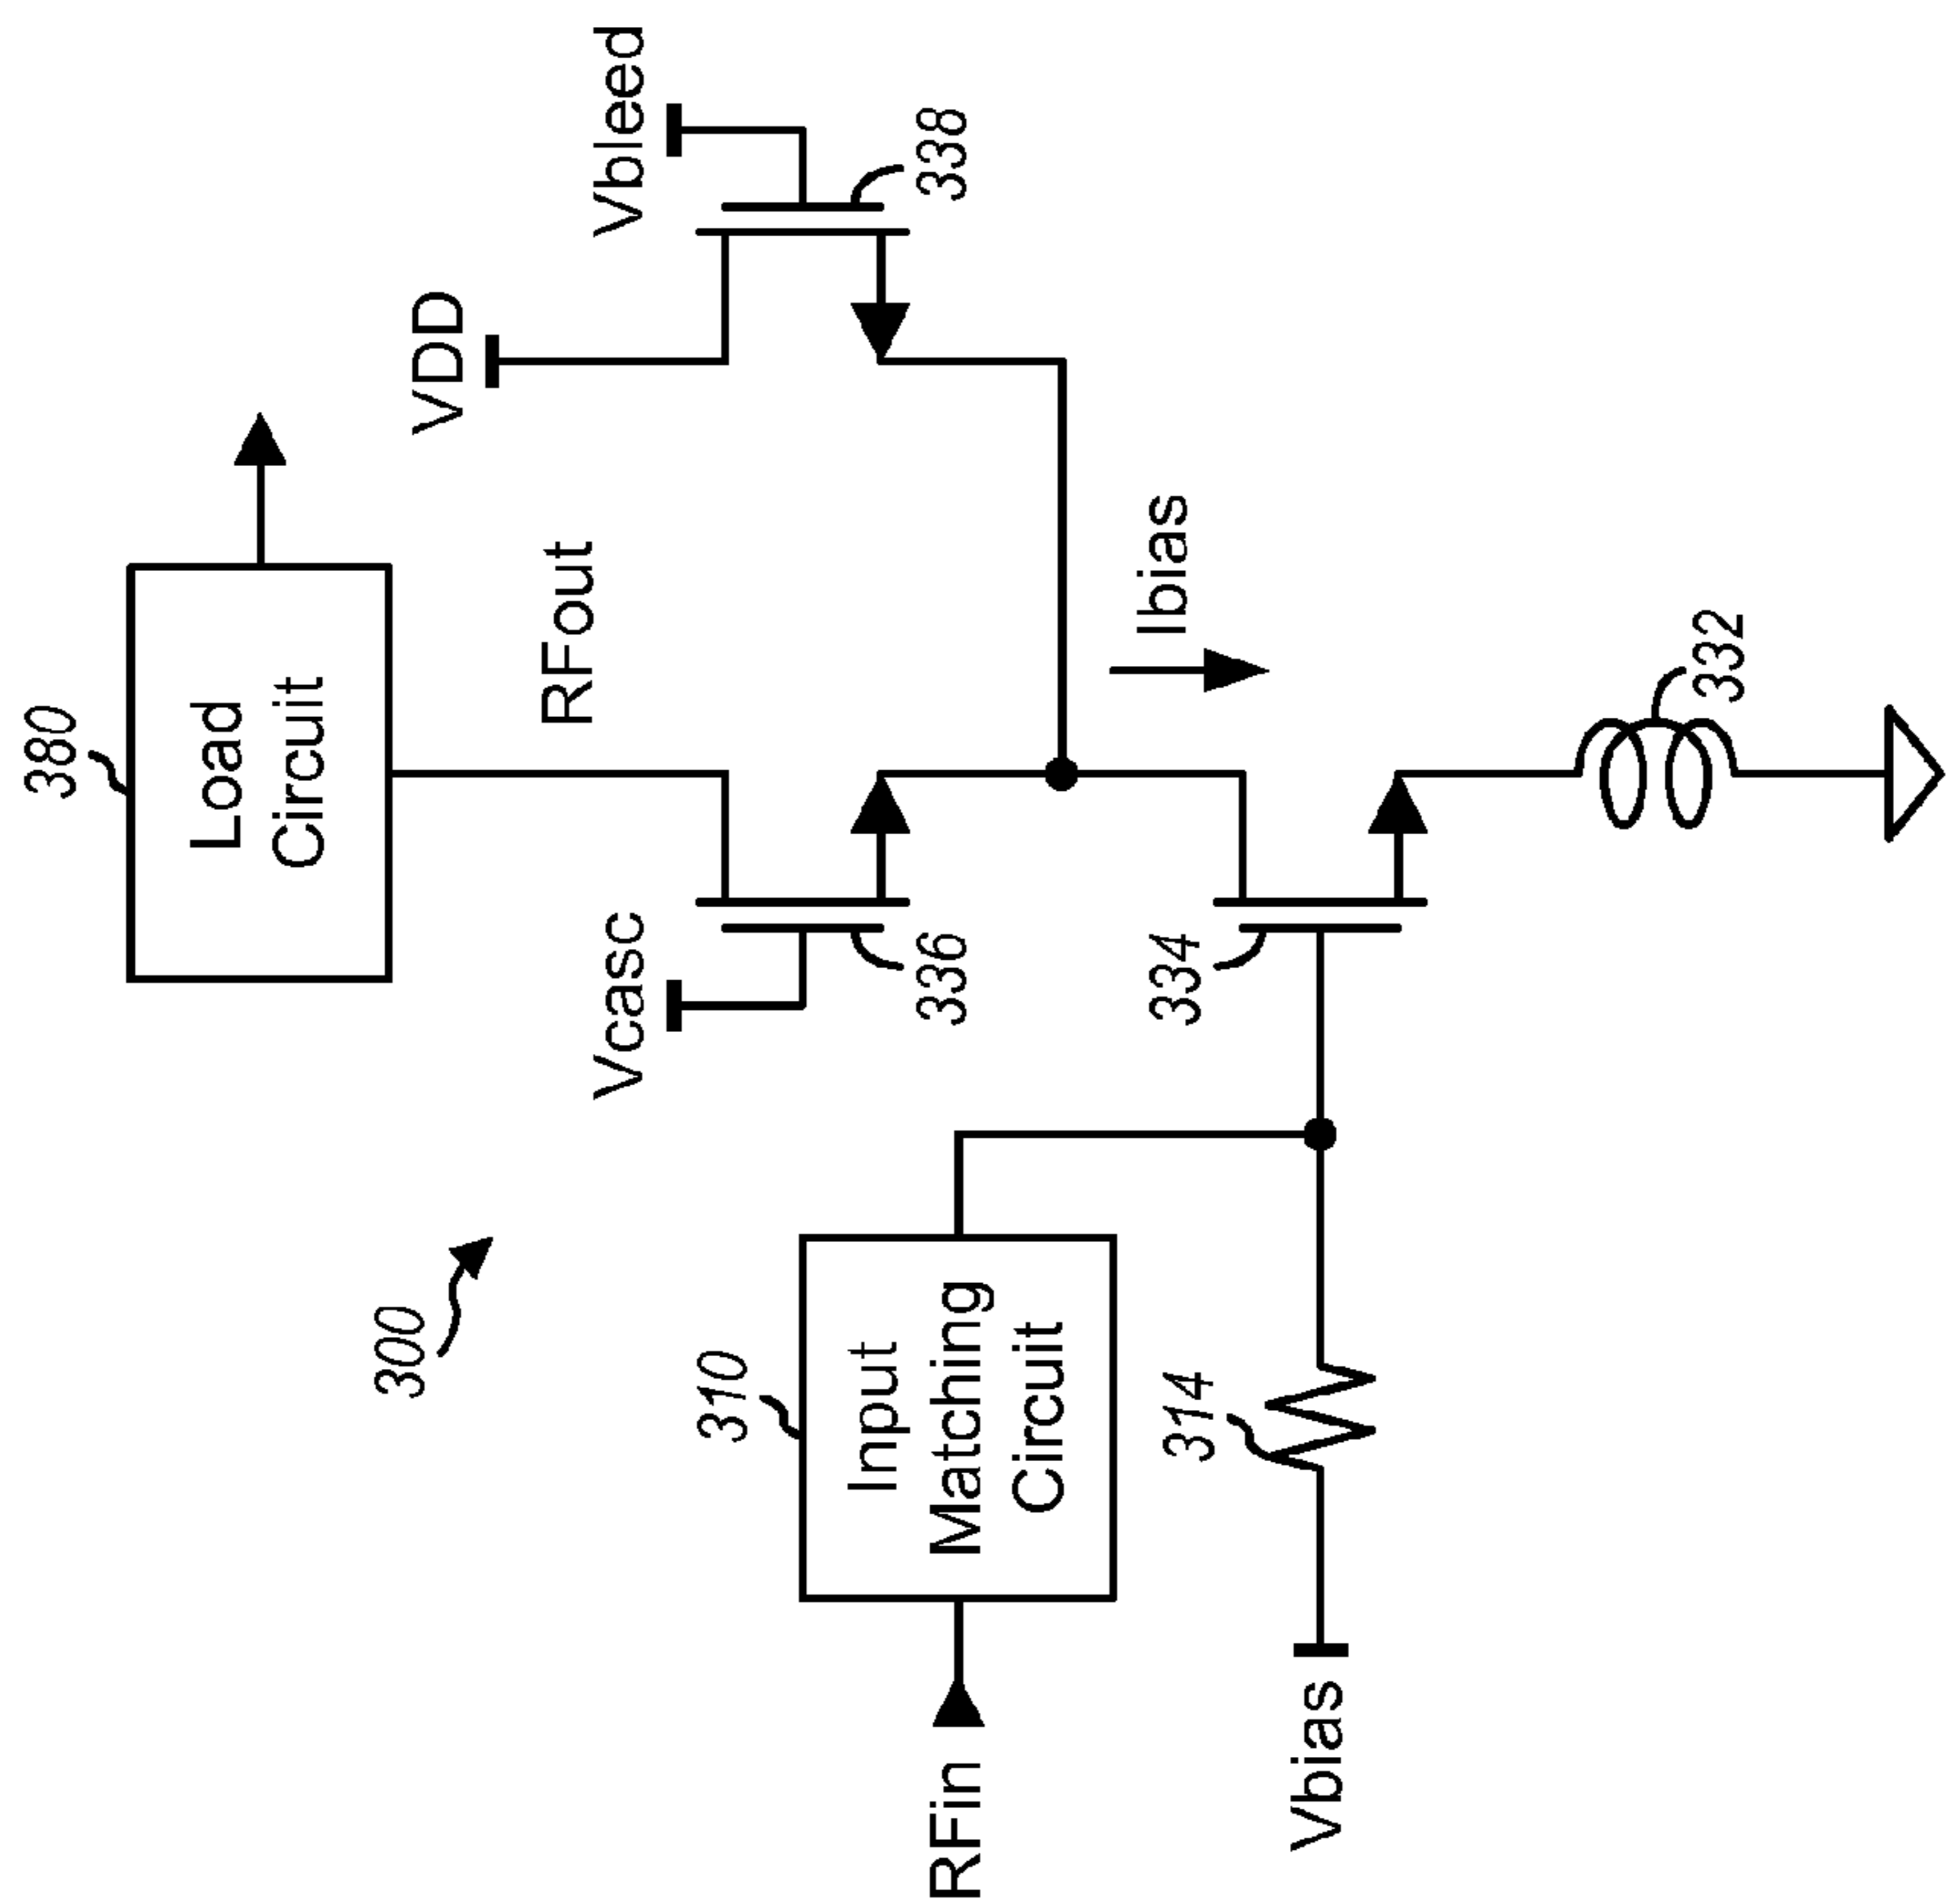 300
380
Load
Circuit
RFout
VDD
Vbleed
338
Vcasc
336
Ibias
334
332
310
Input
Matching
Circuit
RFin
314
Vbias